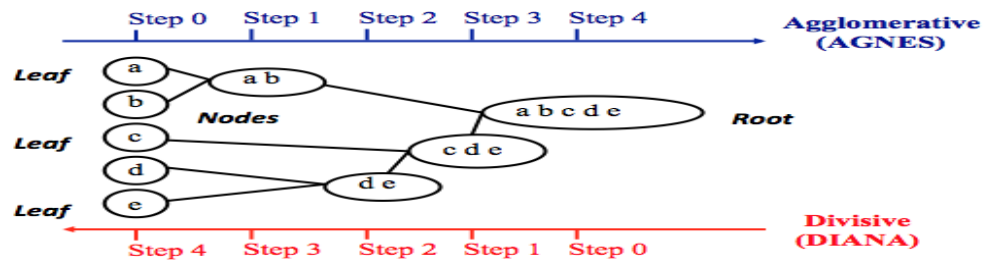 Step 0 Step 1 Step 2 Step 3 Step 4
Agglomerative
(AGNES)
Leaf a
a b
b
Nodes
a b c d e
Root
Leaf c
c d e
d
d e
Leaf e
Divisive
(DIANA)
Step 4 Step 3 Step 2 Step 1 Step 0